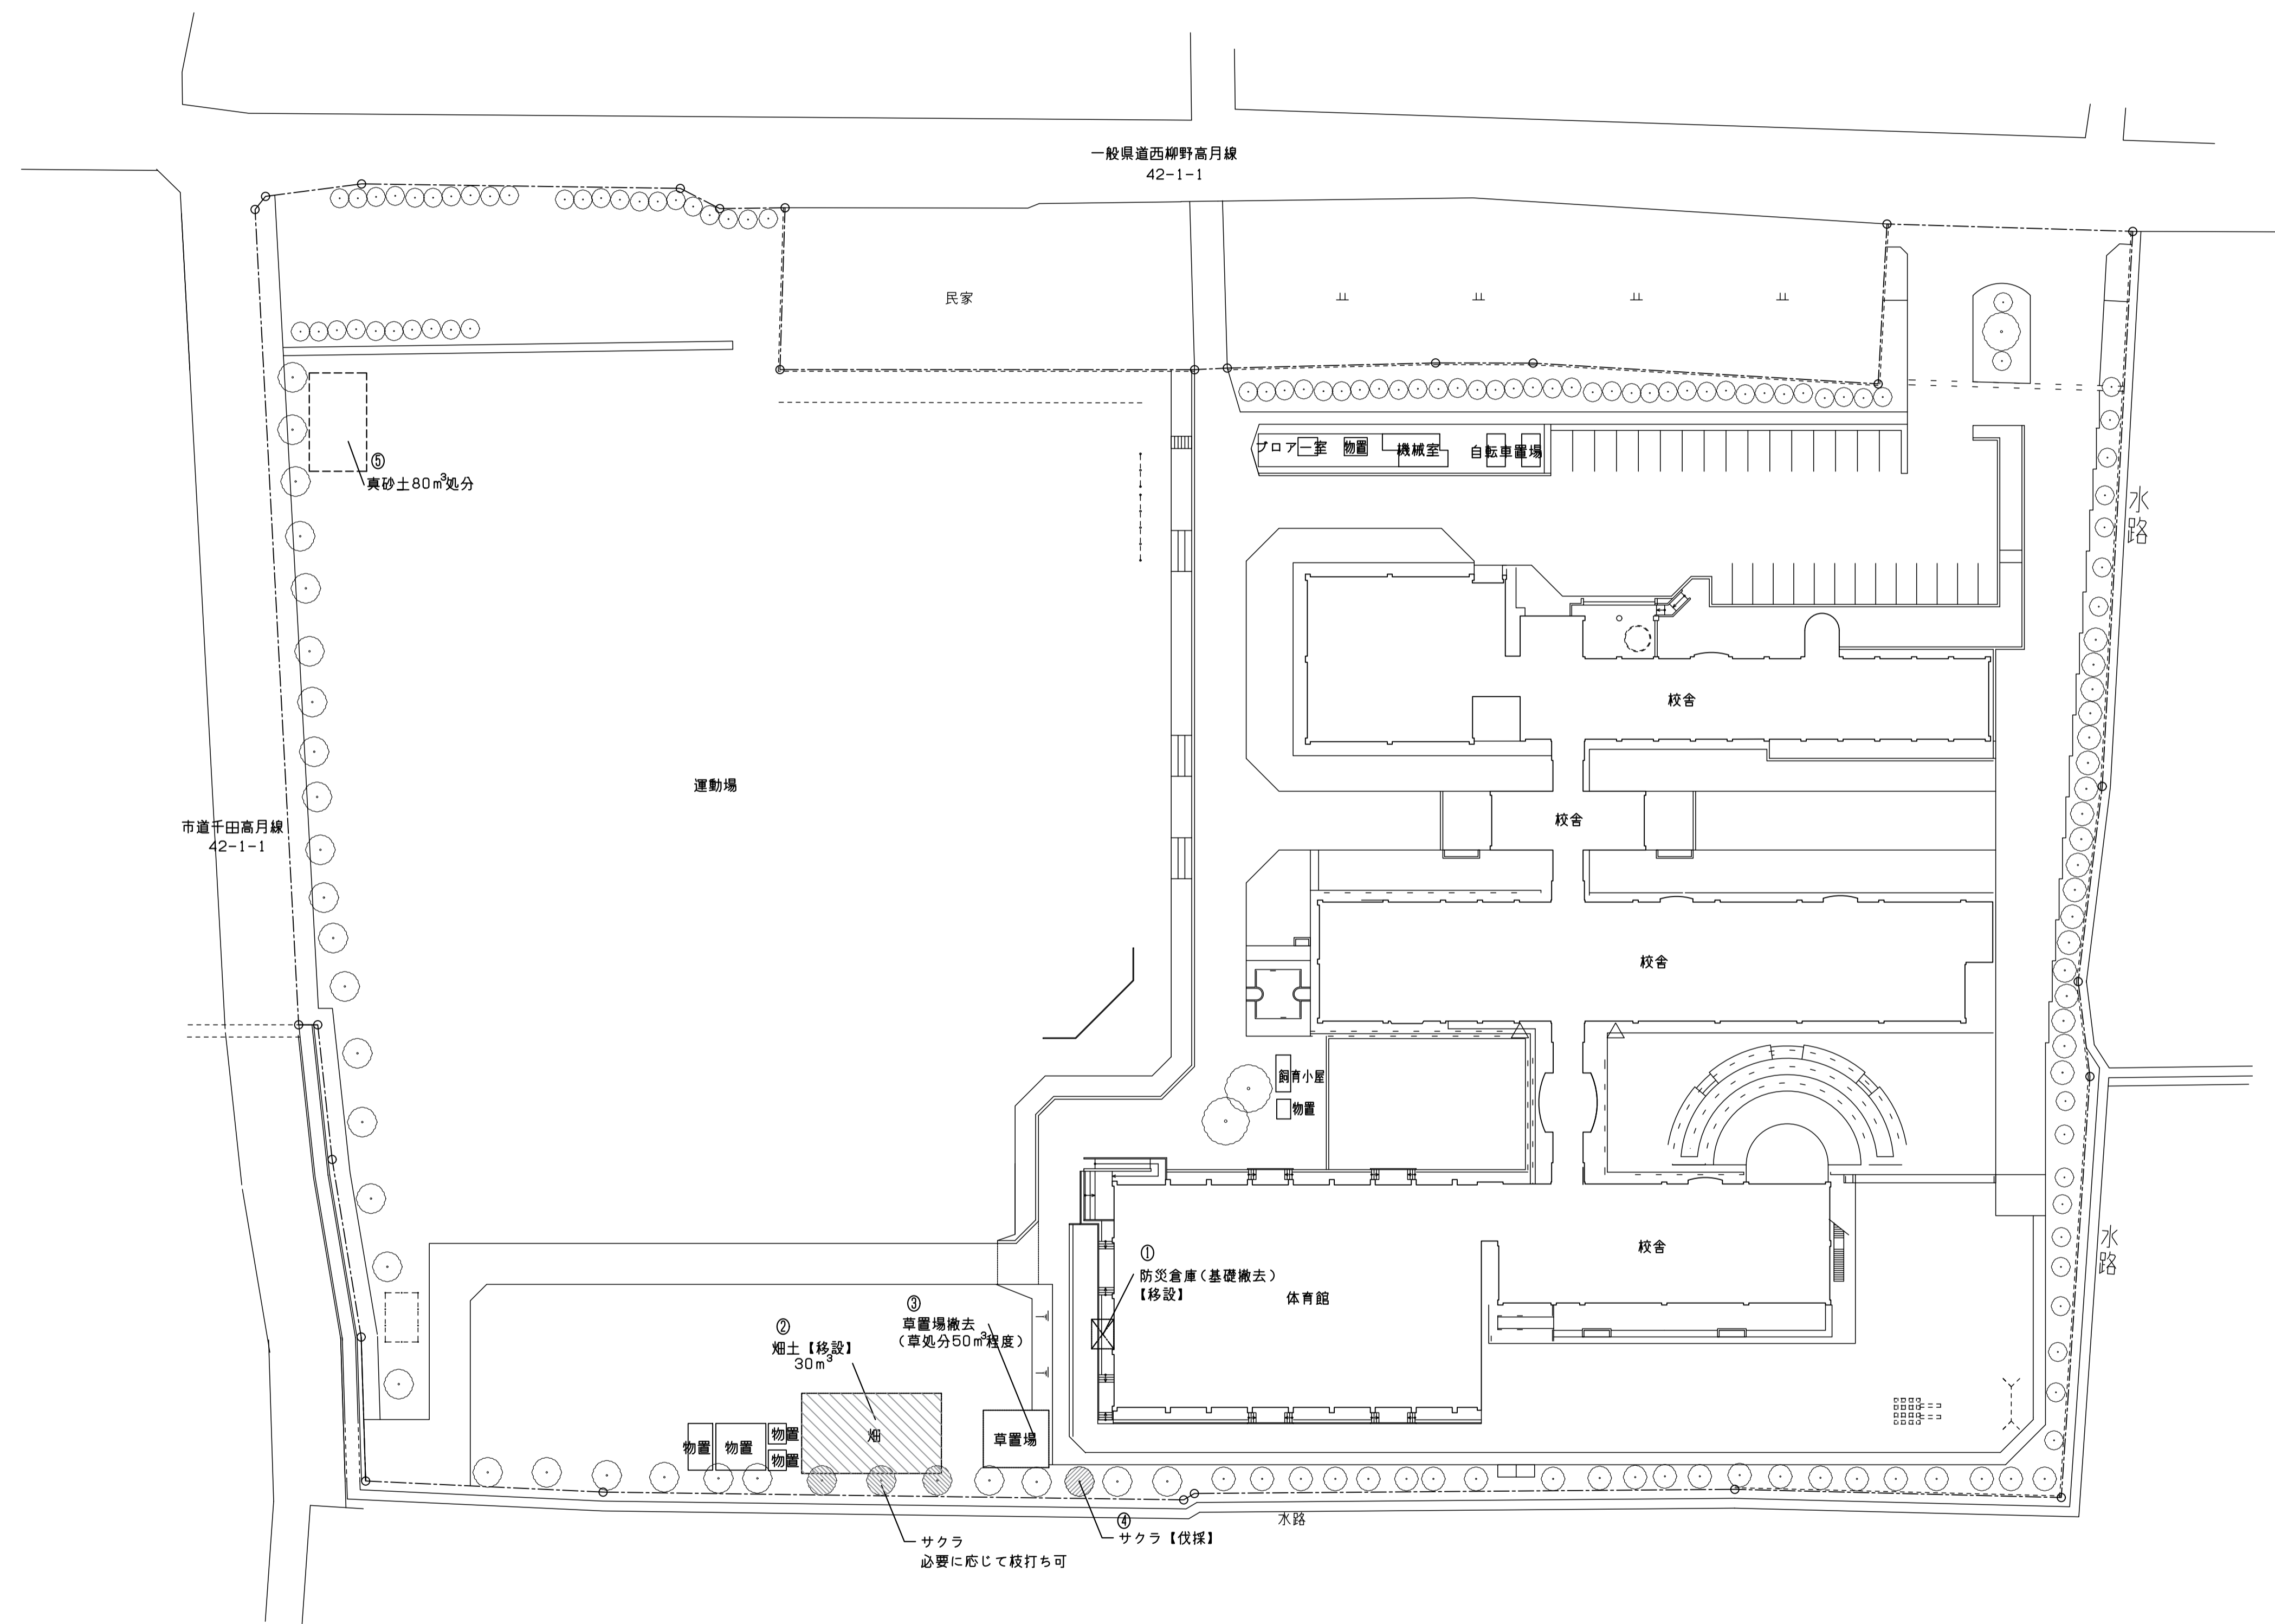 一般県道西柳野高月線
42-1-1
民家
ブロアー室
物置
機械室
自転車置場
⑤
真砂土80m³処分
水路
校舎
運動場
市道千田高月線
42-1-1
校舎
校舎
飼育小屋
物置
水路
校舎
①
防災倉庫(基礎撤去)
【移設】
体育館
③
草置場撤去
(草処分50m³程度)
②
畑土【移設】
30m³
物置
物置
物置
物置
畑
草置場
水路
④
サクラ【伐採】
サクラ
必要に応じて枝打ち可